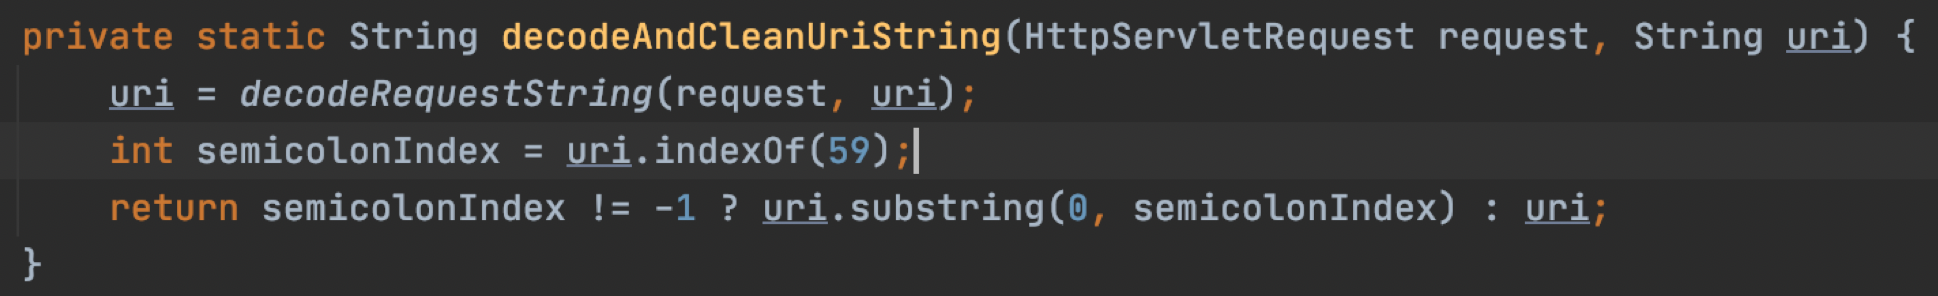 private static String decodeAndCleanUriString(HttpServletRequest request, String uri) {
uri = decodeRequestString(request, uri);
int semicolonIndex = uri.indexOf(59);
return semicolonIndex != -1 ? uri.substring(0, semicolonIndex) : uri;
}